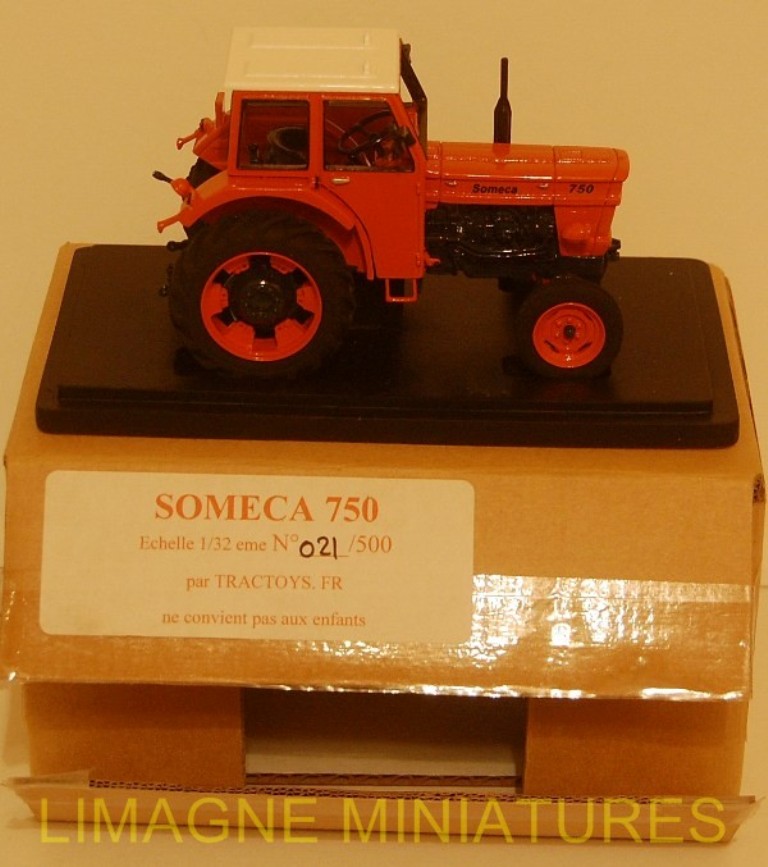 Someca 750
SOMECA 750
Echelle 1/32 eme N°021/500
par TRACTOYS. FR
ne convient pas aux enfants
LIMAGNE MINIATURES